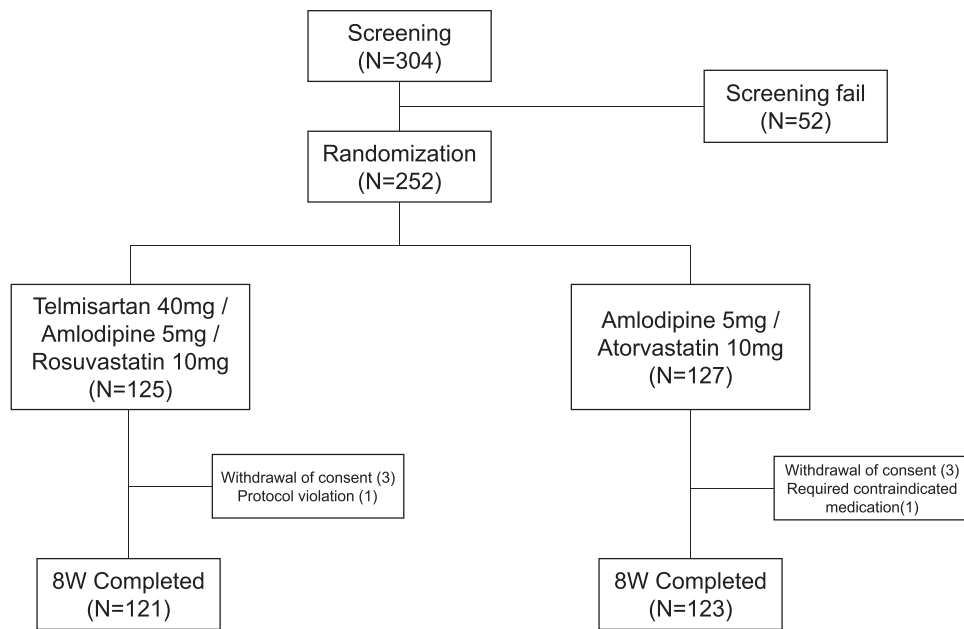 Screening
(N=304)
Screening fail
(N=52)
Randomization
(N=252)
Telmisartan 40mg /
Amlodipine 5mg /
Rosuvastatin 10mg
(N=125)
Amlodipine 5mg /
Atorvastatin 10mg
(N=127)
Withdrawal of consent (3)
Protocol violation (1)
Withdrawal of consent (3)
Required contraindicated
medication(1)
8W Completed
(N=121)
8W Completed
(N=123)